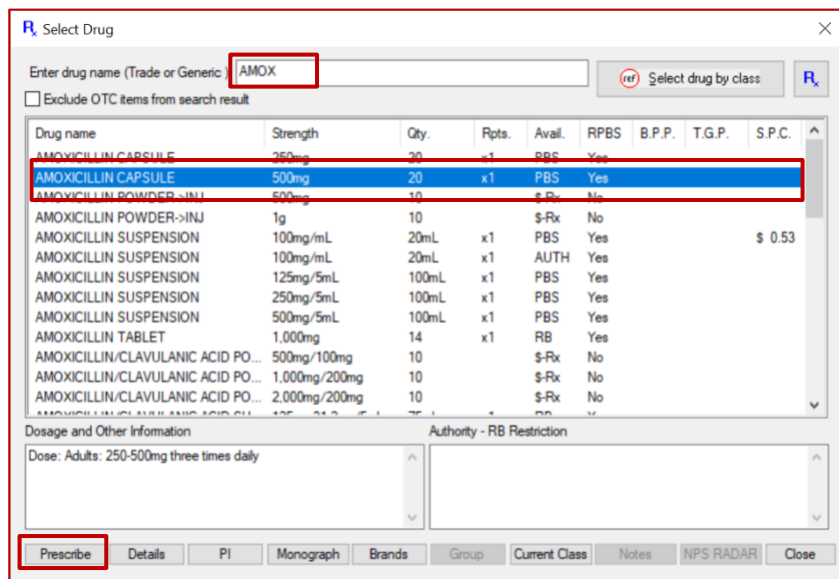 Rx Select Drug
Enter drug name (Trade or Generic ) AMOX
ref Select drug by class Rx
Exclude OTC items from search result
Drug name Strength Qty. Rpts. Avail. RPBS B.P.P. T.G.P. S.P.C.
AMOXICILLIN CAPSULE 250mg 20 x1 PBS Yes
AMOXICILLIN CAPSULE 500mg 20 x1 PBS Yes
AMOXICILLIN POWDER->INJ 500mg 10 $-Rx No
AMOXICILLIN POWDER->INJ 1g 10 $-Rx No
AMOXICILLIN SUSPENSION 100mg/mL 20mL x1 PBS Yes $ 0.53
AMOXICILLIN SUSPENSION 100mg/mL 20mL x1 AUTH Yes
AMOXICILLIN SUSPENSION 125mg/5mL 100mL x1 PBS Yes
AMOXICILLIN SUSPENSION 250mg/5mL 100mL x1 PBS Yes
AMOXICILLIN SUSPENSION 500mg/5mL 100mL x1 PBS Yes
AMOXICILLIN TABLET 1,000mg 14 x1 RB Yes
AMOXICILLIN/CLAVULANIC ACID PO... 500mg/100mg 10 $-Rx No
AMOXICILLIN/CLAVULANIC ACID PO... 1,000mg/200mg 10 $-Rx No
AMOXICILLIN/CLAVULANIC ACID PO... 2,000mg/200mg 10 $-Rx No
Dosage and Other Information Authority - RB Restriction
Dose: Adults: 250-500mg three times daily
Prescribe Details PI Monograph Brands Group Current Class Notes NPS RADAR Close